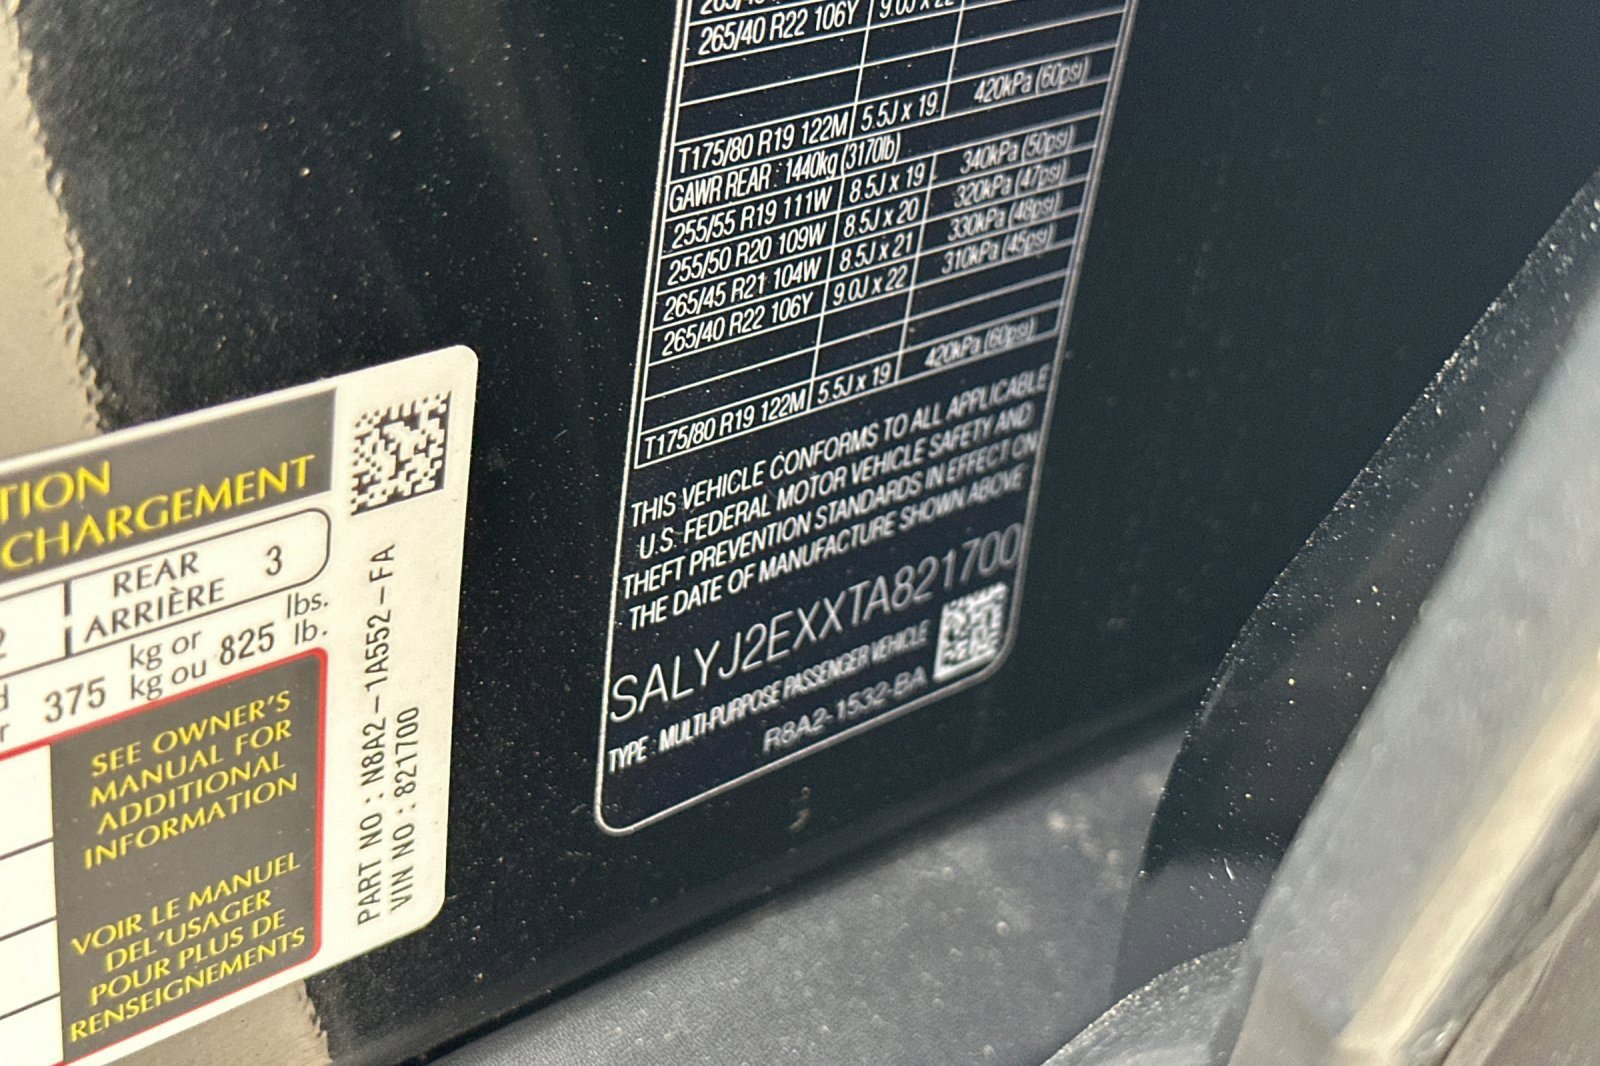 TION
CHARGEMENT
2
REAR
ARRIÈRE 3
kg or lbs.
375 kg ou 825 lb.
SEE OWNER'S
MANUAL FOR
ADDITIONAL
INFORMATION
VOIR LE MANUEL
DEL'USAGER
POUR PLUS DE
RENSEIGNEMENTS
PART NO : N8A2-1A552-FA
VIN NO : 821700
265/40 R22 106Y 9.0J x 22
T175/80 R19 122M 5.5J x 19 420kPa (60psi)
GAWR REAR : 1440kg (3170lb)
255/55 R19 111W 8.5J x 19 340kPa (50psi)
255/50 R20 109W 8.5J x 20 320kPa (47psi)
265/45 R21 104W 8.5J x 21 330kPa (48psi)
265/40 R22 106Y 9.0J x 22 310kPa (45psi)
T175/80 R19 122M 5.5J x 19 420kPa (60psi)
THIS VEHICLE CONFORMS TO ALL APPLICABLE
U.S. FEDERAL MOTOR VEHICLE SAFETY AND
THEFT PREVENTION STANDARDS IN EFFECT ON
THE DATE OF MANUFACTURE SHOWN ABOVE
SALYJ2EXXTA821700
TYPE : MULTI-PURPOSE PASSENGER VEHICLE
R8A2-1532-BA